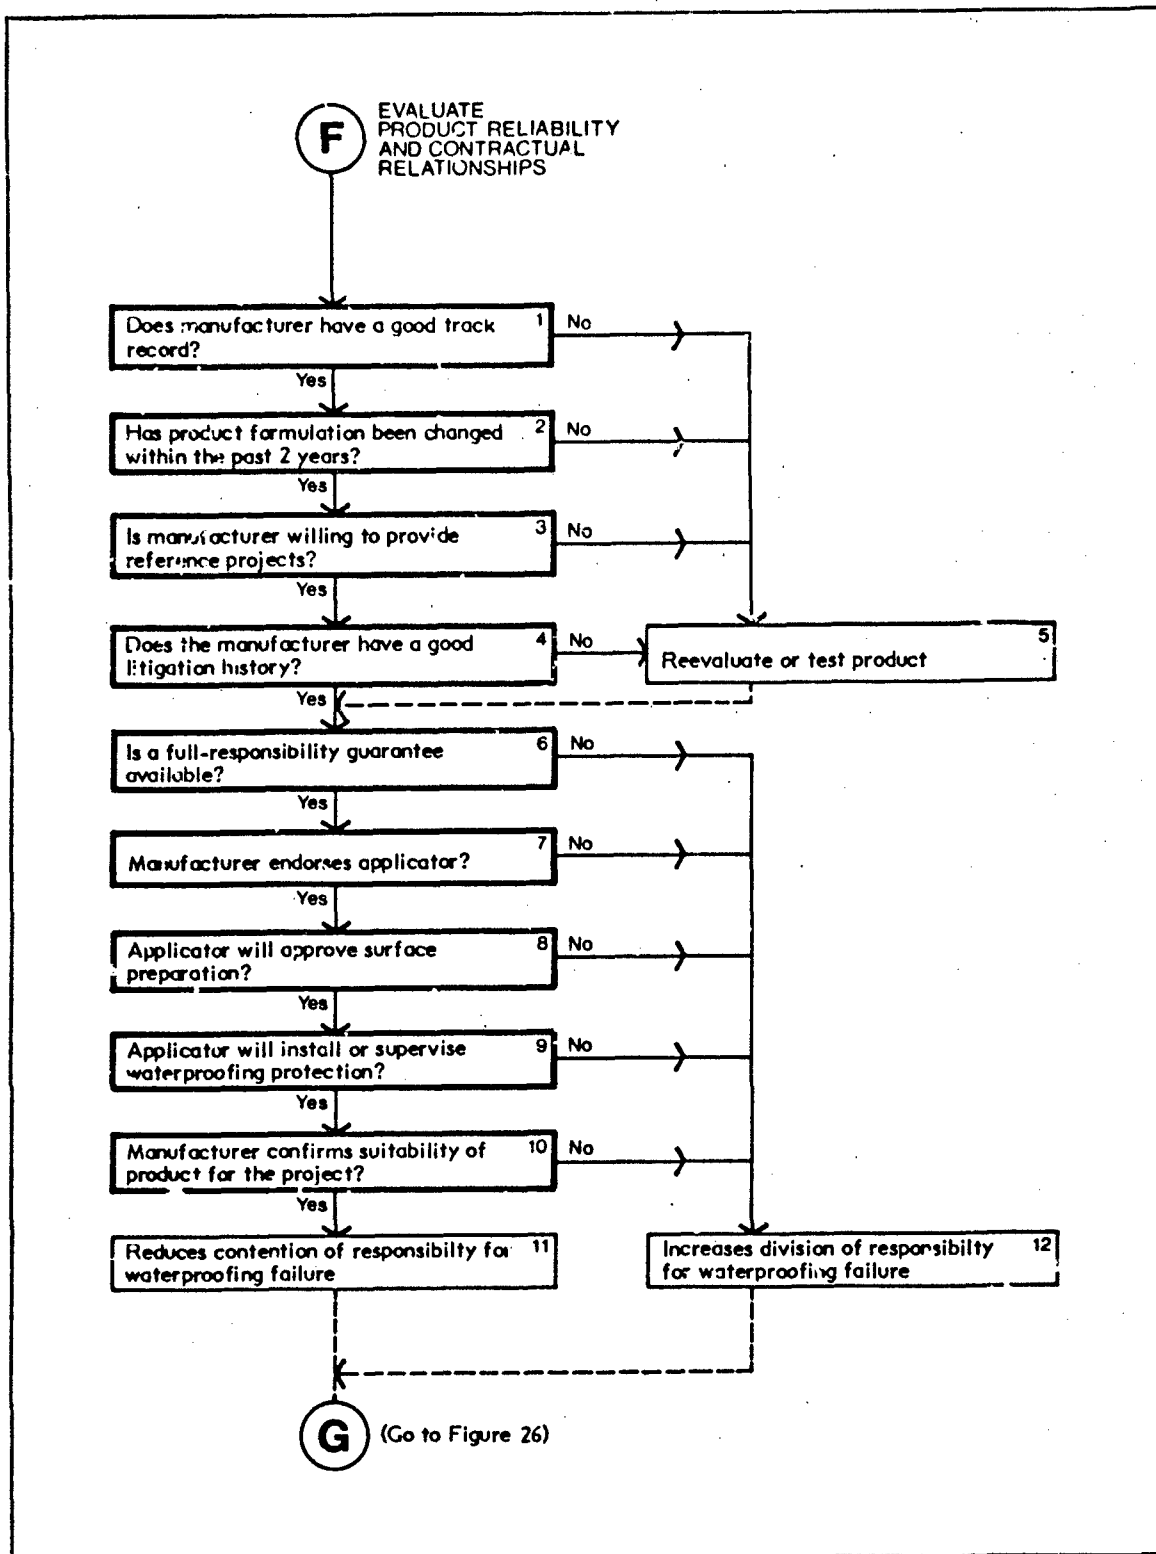 F
EVALUATE
PRODUCT RELIABILITY
AND CONTRACTUAL
RELATIONSHIPS
Does manufacturer have a good track
record?
1
No
Yes
Has product formulation been changed
within the past 2 years?
2
No
Yes
Is manufacturer willing to provide
reference projects?
3
No
Yes
Does the manufacturer have a good
litigation history?
4
No
Reevaluate or test product
5
Yes
Is a full-responsibility guarantee
available?
6
No
Yes
Manufacturer endorses applicator?
7
No
Yes
Applicator will approve surface
preparation?
8
No
Yes
Applicator will install or supervise
waterproofing protection?
9
No
Yes
Manufacturer confirms suitability of
product for the project?
10
No
Yes
Reduces contention of responsibilty for
waterproofing failure
11
Increases division of responsibilty
for waterproofing failure
12
G
(Go to Figure 26)